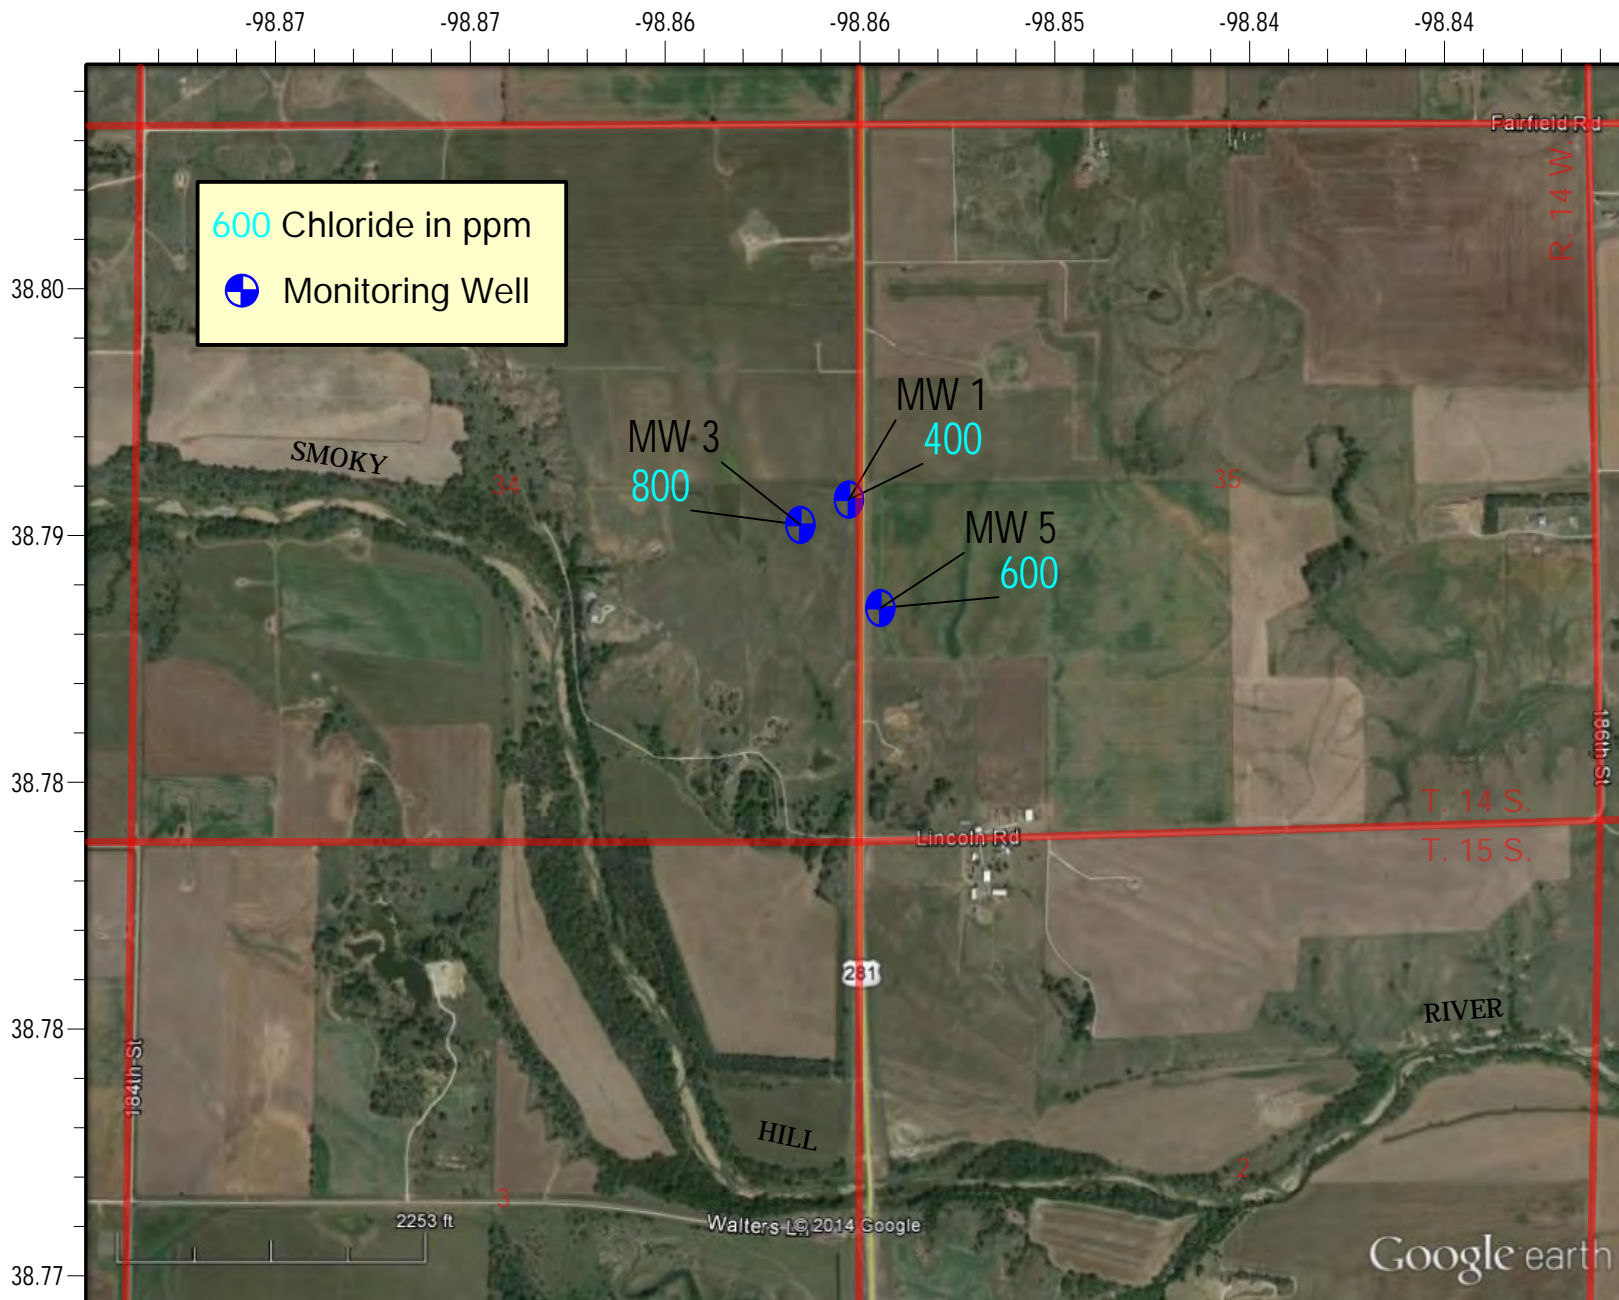 -98.87 -98.87 -98.86 -98.86 -98.85 -98.84 -98.84
Fairfield Rd
R. 14 W.
600 Chloride in ppm
Monitoring Well
38.80
MW 1
400
MW 3
800
SMOKY
34
35
38.79
MW 5
600
186th St
38.78
T. 14 S.
Lincoln Rd
T. 15 S.
281
RIVER
38.78
184th St
HILL
2
3
2253 ft
Walters Ln
© 2014 Google
Google earth
38.77